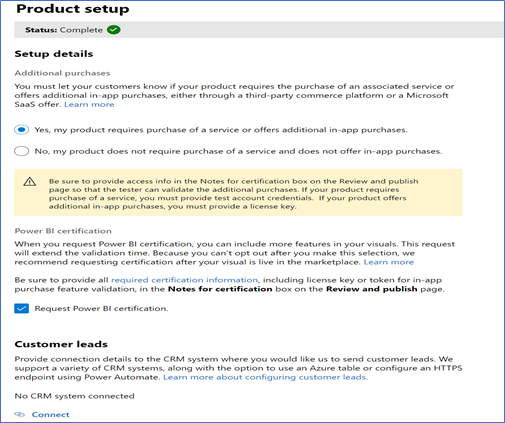 Product setup
Status: Complete
Setup details
Additional purchases
You must let your customers know if your product requires the purchase of an associated service or
offers additional in-app purchases, either through a third-party commerce platform or a Microsoft
SaaS offer. Learn more
Yes, my product requires purchase of a service or offers additional in-app purchases.
No, my product does not require purchase of a service and does not offer in-app purchases.
Be sure to provide access info in the Notes for certification box on the Review and publish
page so that the tester can validate the additional purchases. If your product requires
purchase of a service, you must provide test account credentials. If your product offers
additional in-app purchases, you must provide a license key.
Power BI certification
When you request Power BI certification, you can include more features in your visuals. This request
will extend the validation time. Because you can't opt out after you make this selection, we
recommend requesting certification after your visual is live in the marketplace. Learn more
Be sure to provide all required certification information, including license key or token for in-app
purchase feature validation, in the Notes for certification box on the Review and publish page.
Request Power BI certification.
Customer leads
Provide connection details to the CRM system where you would like us to send customer leads. We
support a variety of CRM systems, along with the option to use an Azure table or configure an HTTPS
endpoint using Power Automate. Learn more about configuring customer leads.
No CRM system connected
Connect